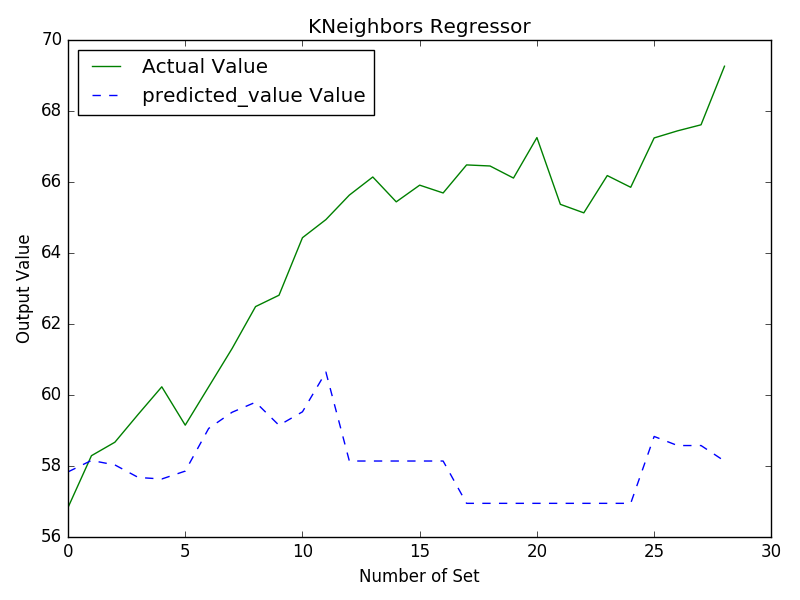 KNeighbors Regressor
Actual Value
predicted_value Value
70
68
66
64
62
60
58
56
Output Value
0 5 10 15 20 25 30
Number of Set